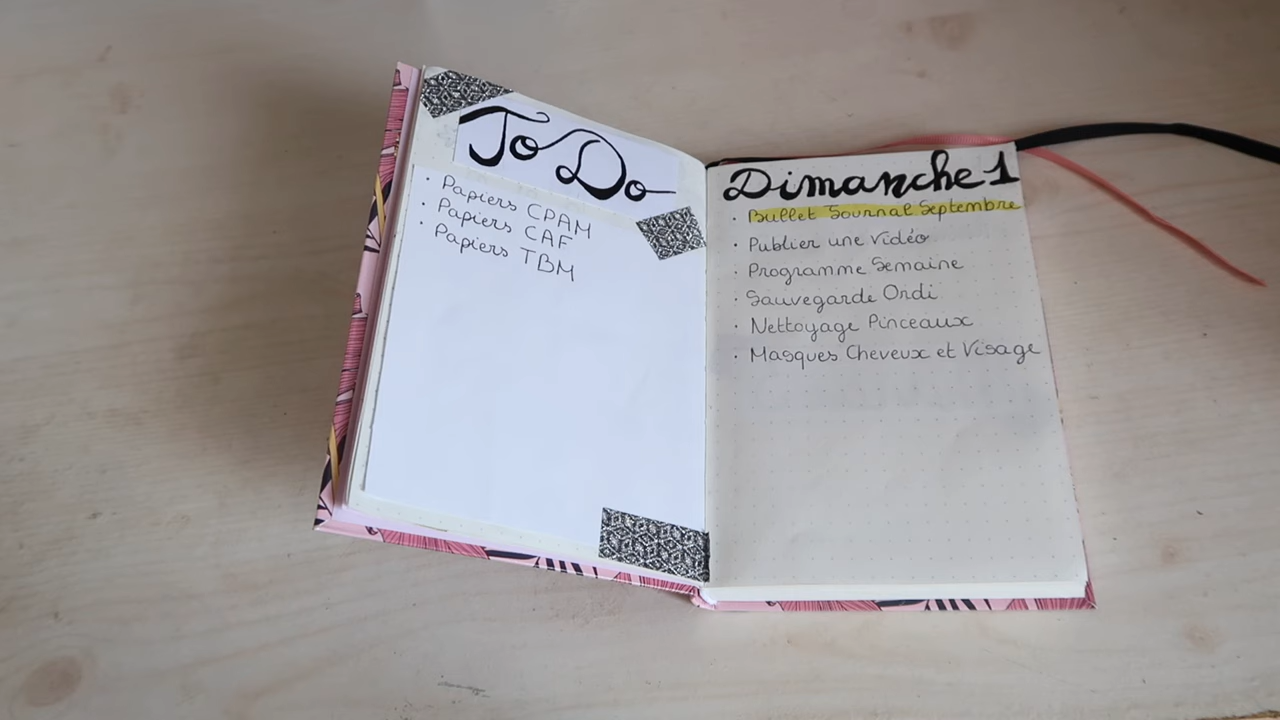 To Do
· Papiers CPAM
· Papiers CAF
· Papiers TBM
Dimanche 1
· Bullet Journal Septembre
· Publier une vidéo
· Programme Semaine
· Sauvegarde Ordi
· Nettoyage Pinceaux
· Masques Cheveux et Visage